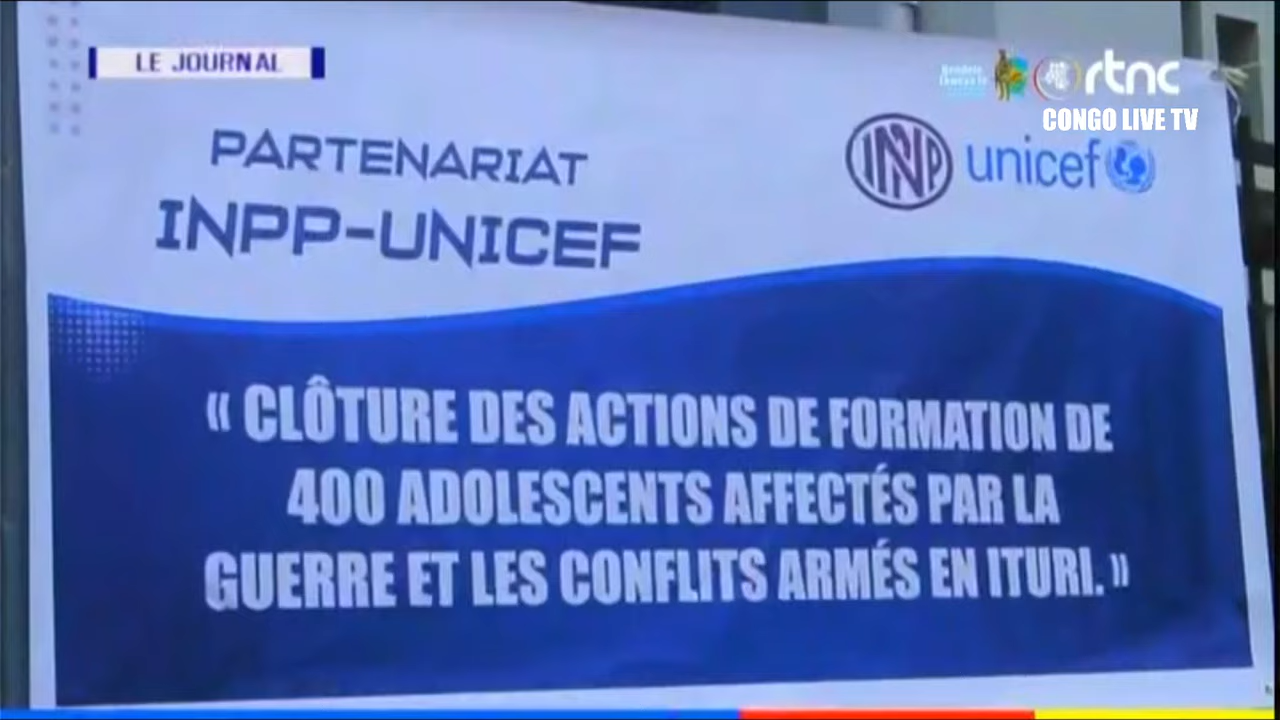 LE JOURNAL
rtnc
CONGO LIVE TV
PARTENARIAT
INPP-UNICEF
INPP
unicef
« CLÔTURE DES ACTIONS DE FORMATION DE
400 ADOLESCENTS AFFECTÉS PAR LA
GUERRE ET LES CONFLITS ARMÉS EN ITURI. »